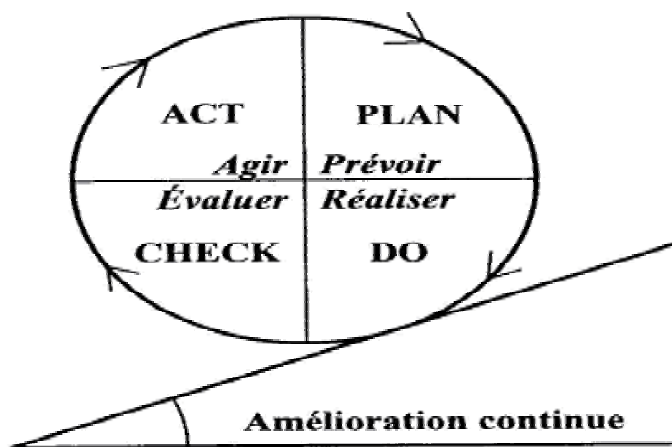 ACT PLAN
Agir Prévoir
Évaluer Réaliser
CHECK DO
Amélioration continue